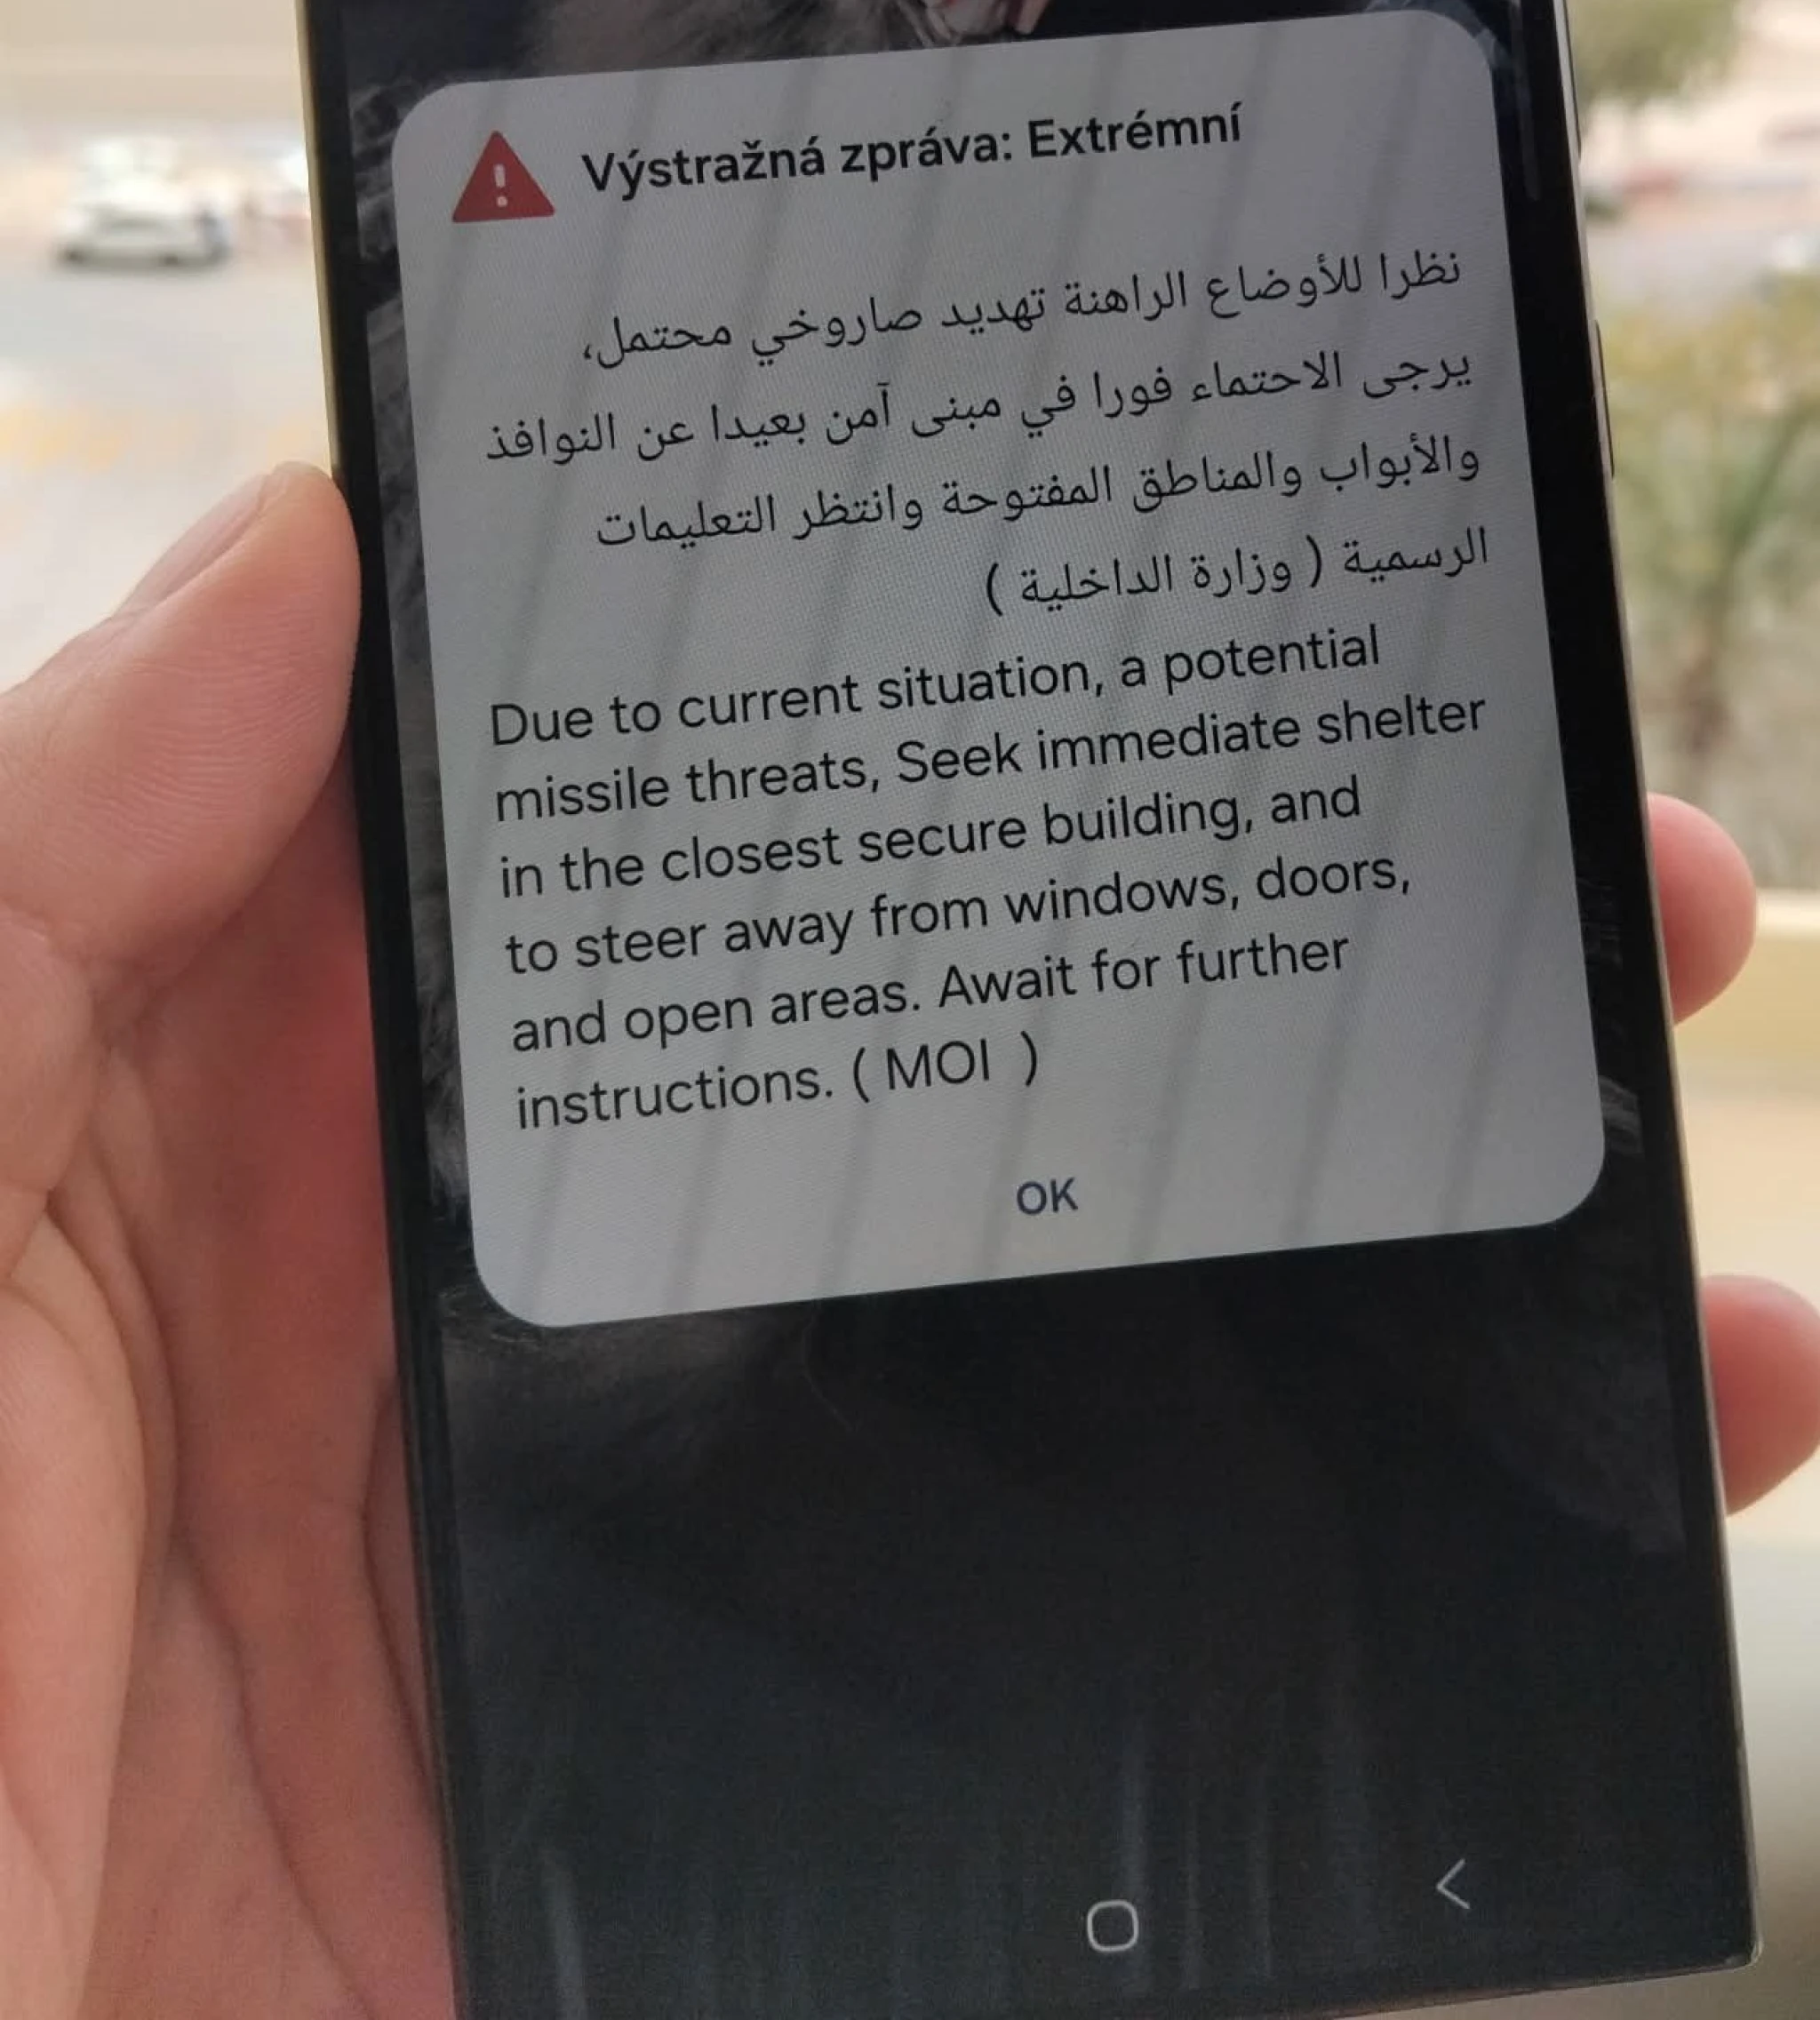 Výstražná zpráva: Extrémní
نظرا للأوضاع الراهنة تهديد صاروخي محتمل،
يرجى الاحتماء فورا في مبنى آمن بعيدا عن النوافذ
والأبواب والمناطق المفتوحة وانتظر التعليمات
الرسمية ( وزارة الداخلية )
Due to current situation, a potential
missile threats, Seek immediate shelter
in the closest secure building, and
to steer away from windows, doors,
and open areas. Await for further
instructions. ( MOI )
OK